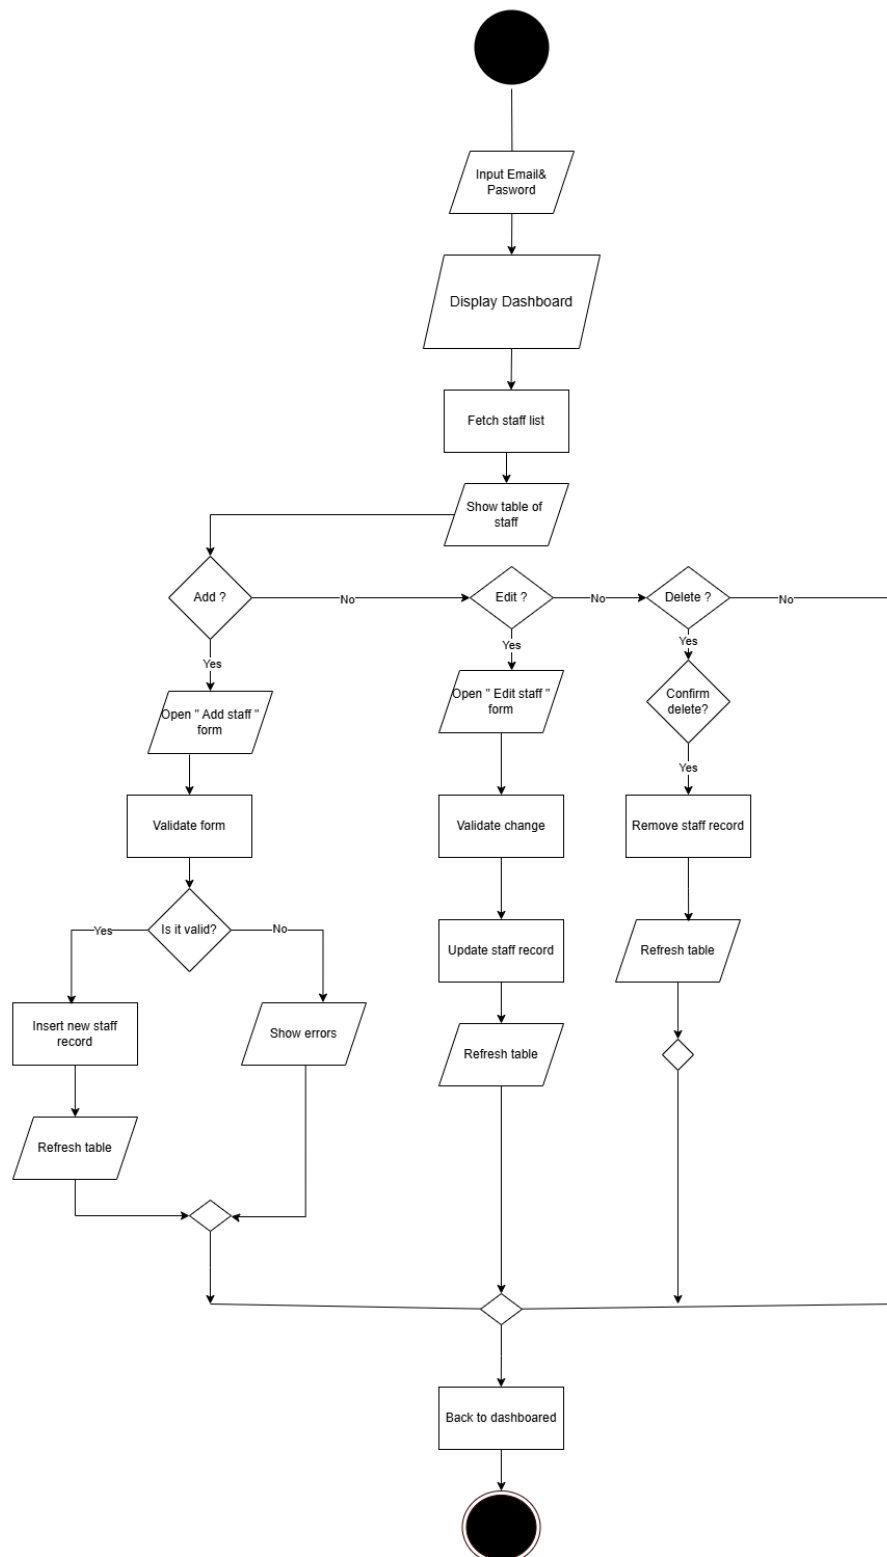 Input Email&
Pasword
Display Dashboard
Fetch staff list
Show table of
staff
Add ?
No
Edit ?
No
Delete ?
No
Yes
Yes
Yes
Open " Add staff "
form
Open " Edit staff "
form
Confirm
delete?
Yes
Validate form
Validate change
Remove staff record
Is it valid?
Yes
No
Update staff record
Refresh table
Insert new staff
record
Show errors
Refresh table
Refresh table
Back to dashboared